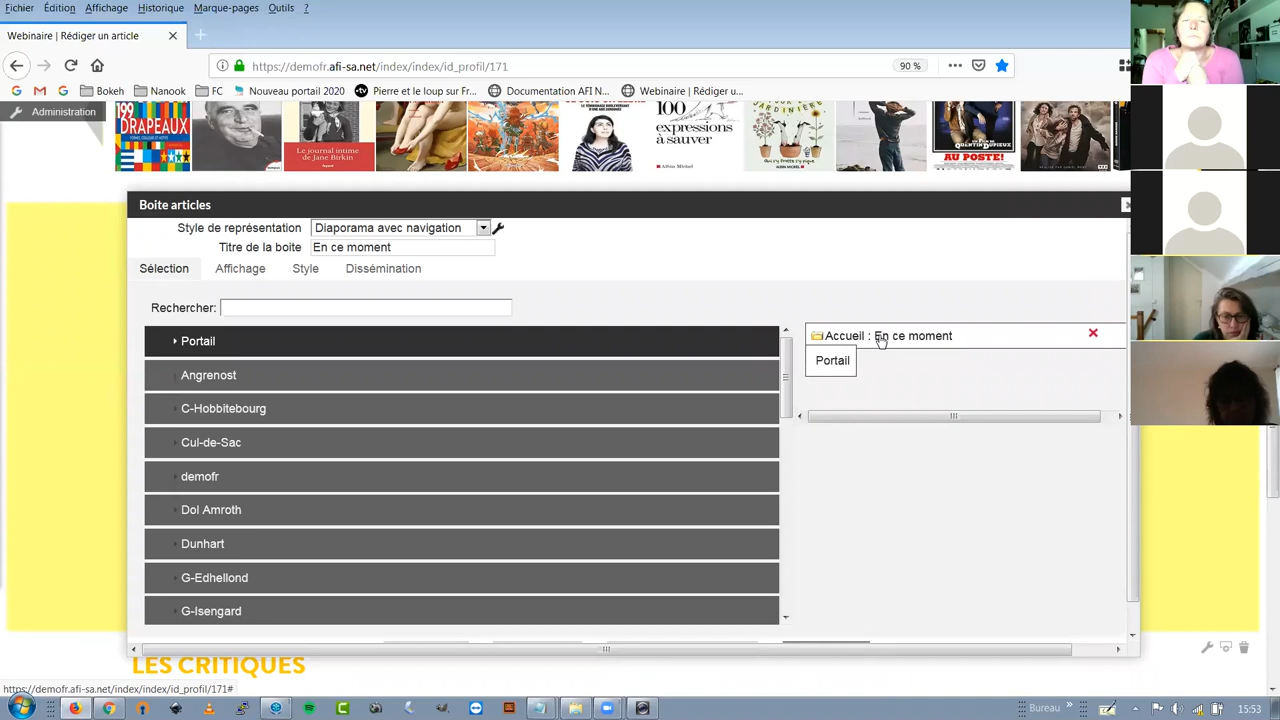 Fichier Édition Affichage Historique Marque-pages Outils ?
Webinaire | Rédiger un article
https://demofr.afi-sa.net/index/index/id_profil/171
90 %
Bokeh Nanook FC Nouveau portail 2020 Pierre et le loup sur Fr... Documentation AFI N... Webinaire | Rédiger u...
Administration
199
DRAPEAUX
Le journal intime
de Jane Birkin
100
expressions
à sauver
Albin Michel
JARDINIER
AU POSTE!
Boite articles
Style de représentation Diaporama avec navigation
Titre de la boite En ce moment
Sélection Affichage Style Dissémination
Rechercher:
Portail
Accueil : En ce moment
Portail
Angrenost
C-Hobbitebourg
Cul-de-Sac
demofr
Dol Amroth
Dunhart
G-Edhellond
G-Isengard
LES CRITIQUES
https://demofr.afi-sa.net/index/index/id_profil/171#
Bureau
15:53